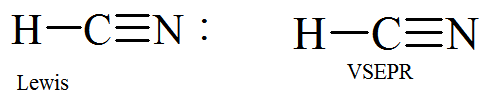 H–C≡N:
Lewis
H–C≡N
VSEPR